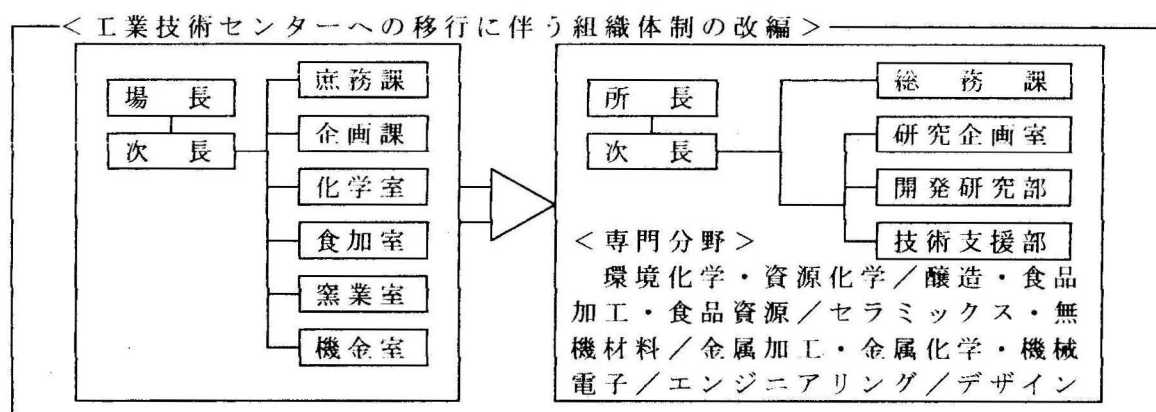 <工業技術センターへの移行に伴う組織体制の改編>
場長
次長
庶務課
企画課
化学室
食加室
窯業室
機金室
所長
次長
総務課
研究企画室
開発研究部
技術支援部
<専門分野>
環境化学・資源化学/醸造・食品
加工・食品資源/セラミックス・無
機材料/金属加工・金属化学・機械
電子/エンジニアリング/デザイン